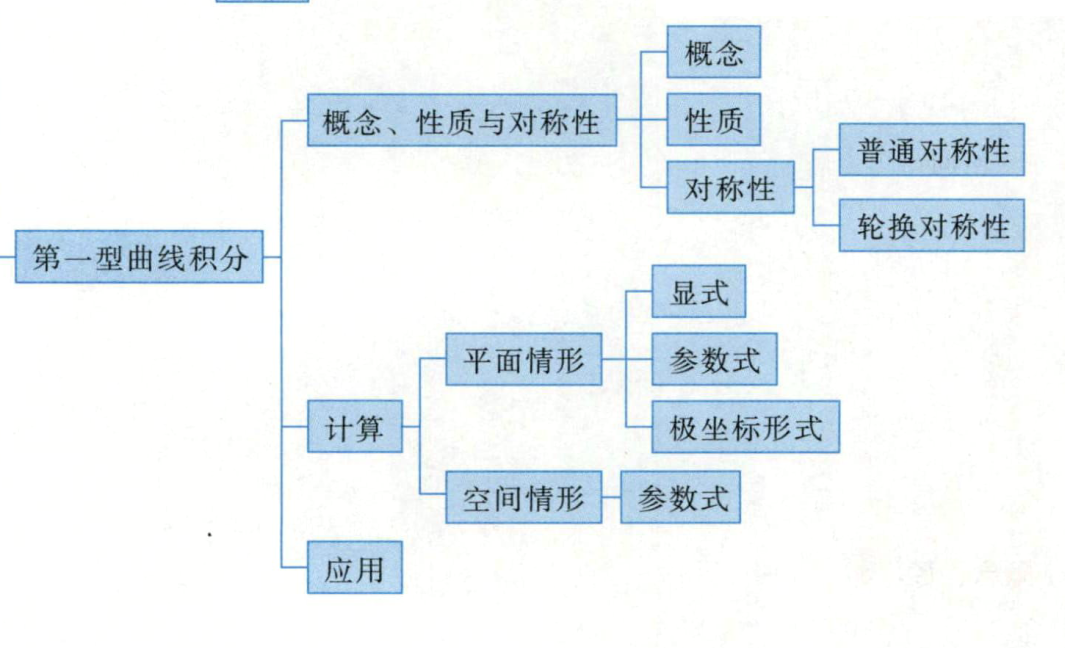 第一型曲线积分
概念、性质与对称性
概念
性质
对称性
普通对称性
轮换对称性
计算
平面情形
显式
参数式
极坐标形式
空间情形
参数式
应用